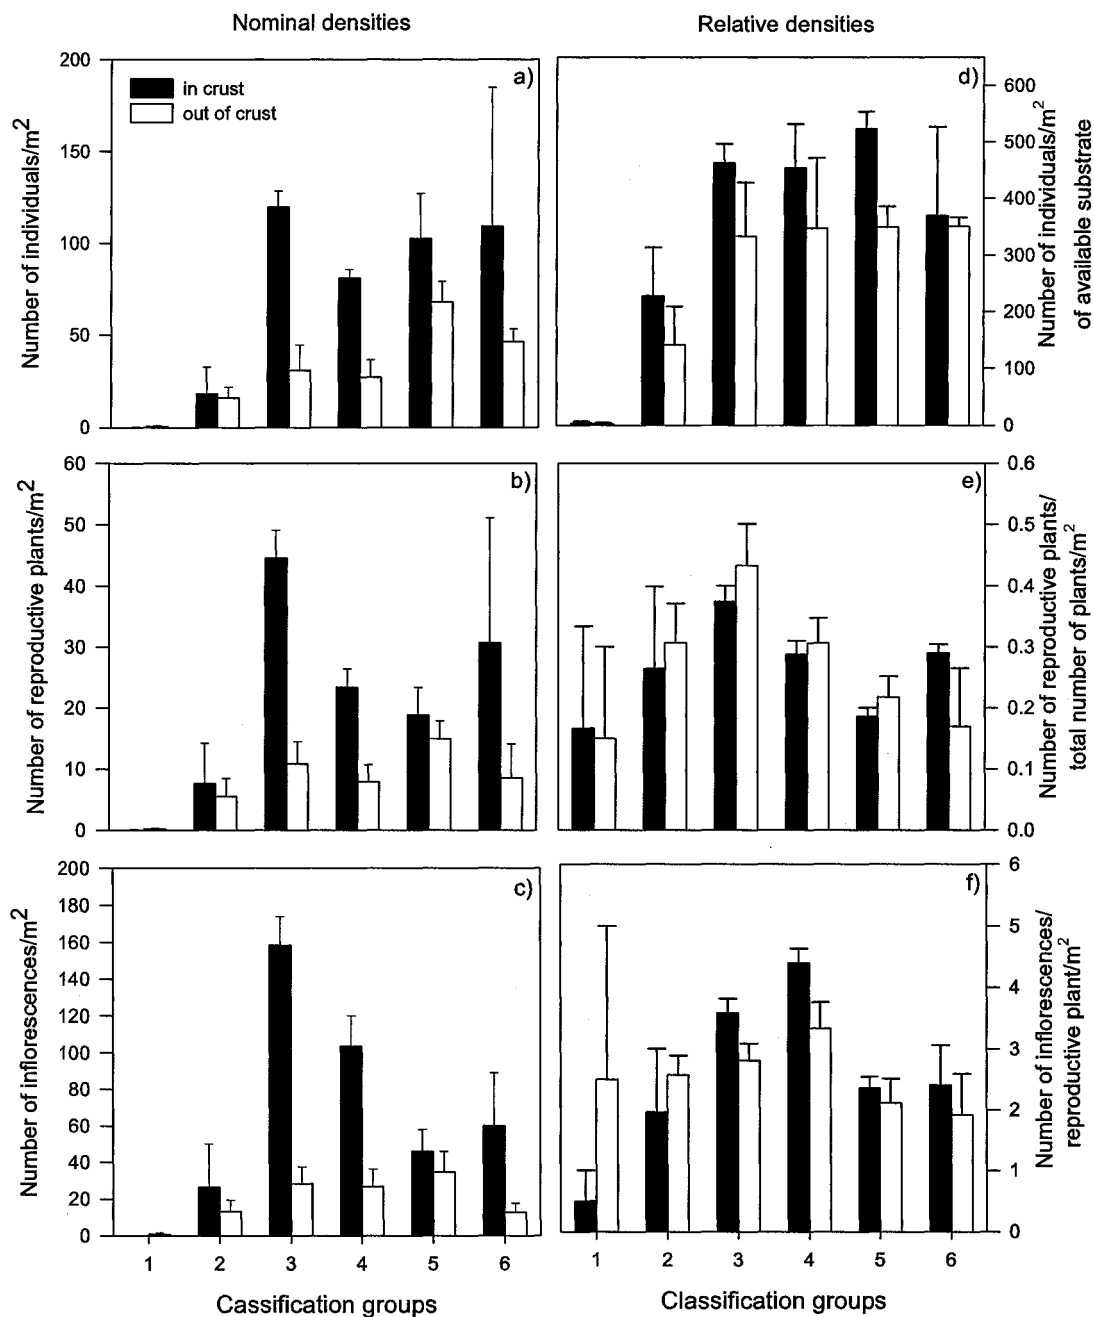 Nominal densities
Relative densities
a)
in crust
out of crust
Number of individuals/m²
200
150
100
50
0
d)
Number of individuals/m²
of available substrate
600
500
400
300
200
100
0
b)
Number of reproductive plants/m²
60
50
40
30
20
10
0
e)
Number of reproductive plants/
total number of plants/m²
0.6
0.5
0.4
0.3
0.2
0.1
0.0
c)
Number of inflorescences/m²
200
180
160
140
120
100
80
60
40
20
0
1 2 3 4 5 6
Cassification groups
f)
Number of inflorescences/
reproductive plant/m²
6
5
4
3
2
1
0
1 2 3 4 5 6
Classification groups